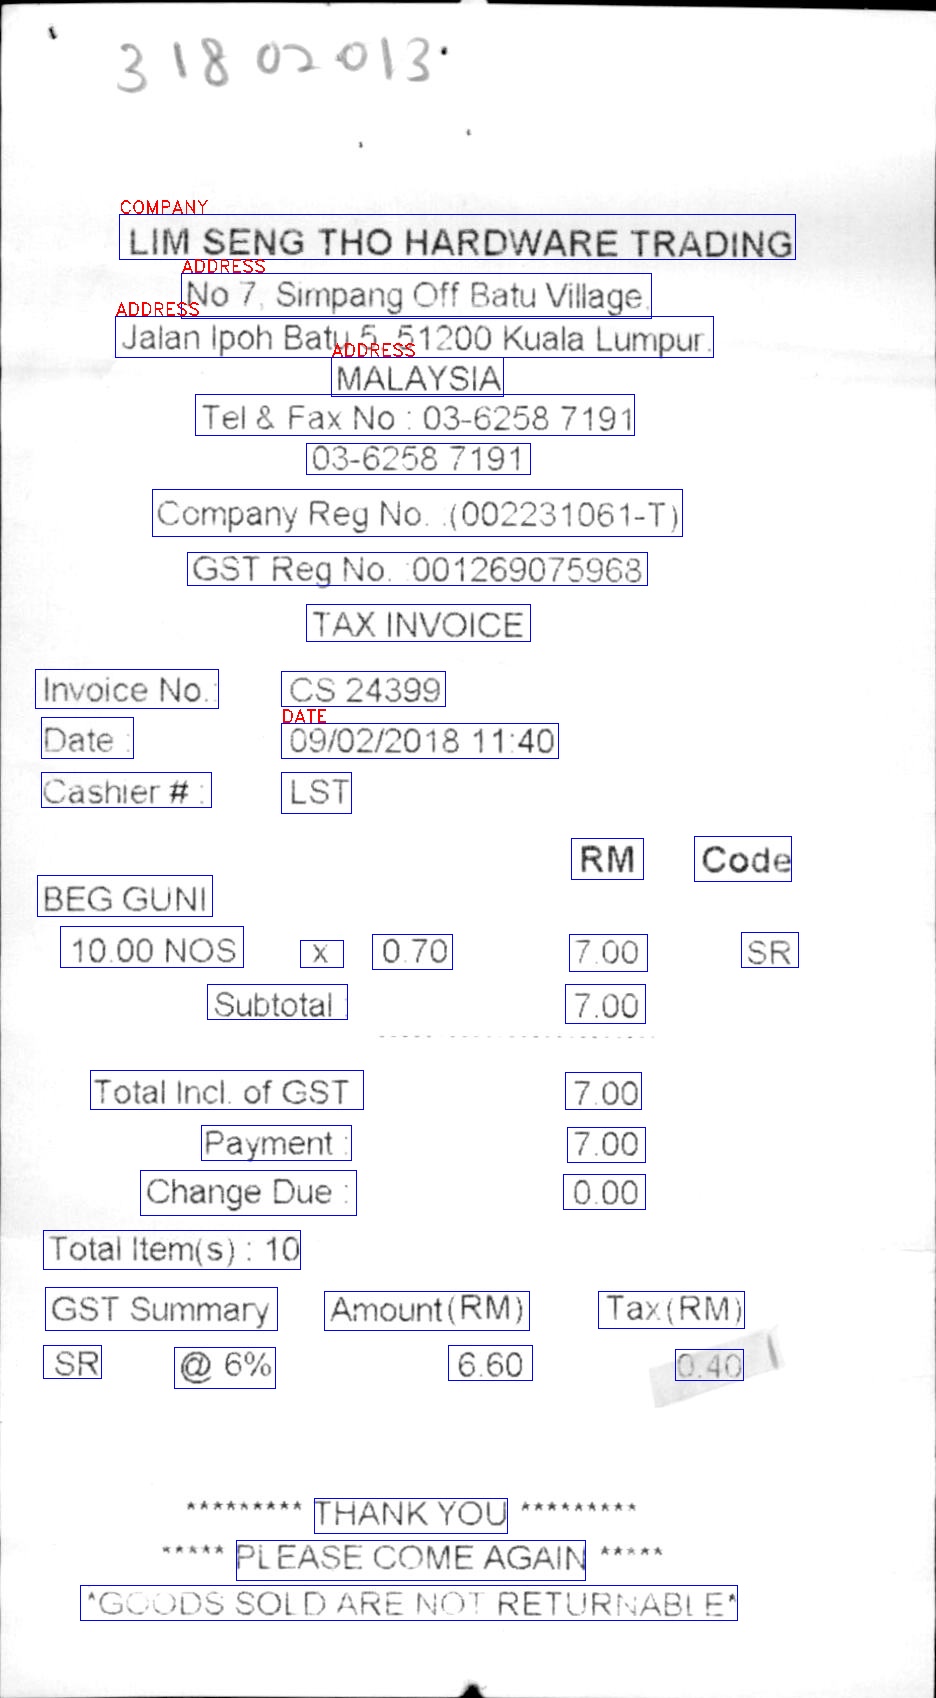 31802013
COMPANY
LIM SENG THO HARDWARE TRADING
ADDRESS
No 7, Simpang Off Batu Village,
ADDRESS
Jalan Ipoh Batu 5, 51200 Kuala Lumpur.
ADDRESS
MALAYSIA
Tel & Fax No : 03-6258 7191
03-6258 7191
Company Reg No. :(002231061-T)
GST Reg No. :001269075968
TAX INVOICE
Invoice No.: CS 24399
DATE
Date : 09/02/2018 11:40
Cashier # : LST
RM Code
BEG GUNI
10.00 NOS x 0.70 7.00 SR
Subtotal : 7.00
Total Incl. of GST 7.00
Payment : 7.00
Change Due : 0.00
Total Item(s) : 10
GST Summary Amount(RM) Tax(RM)
SR @ 6% 6.60 0.40
********* THANK YOU *********
***** PLEASE COME AGAIN *****
*GOODS SOLD ARE NOT RETURNABLE*